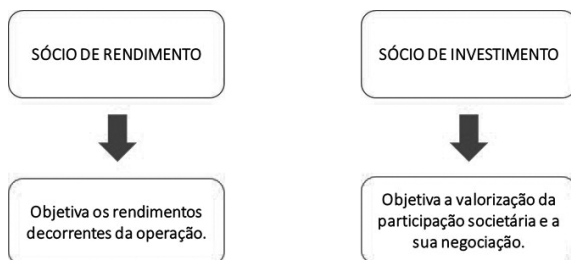 SÓCIO DE RENDIMENTO
SÓCIO DE INVESTIMENTO
Objetiva os rendimentos
decorrentes da operação.
Objetiva a valorização da
participação societária e a
sua negociação.